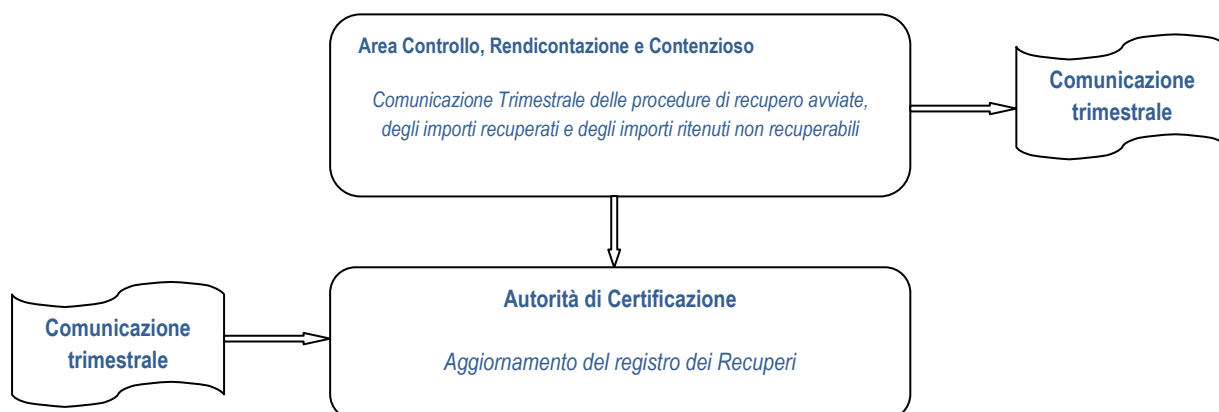 Area Controllo, Rendicontazione e Contenzioso
Comunicazione Trimestrale delle procedure di recupero avviate,
degli importi recuperati e degli importi ritenuti non recuperabili
Comunicazione
trimestrale
Autorità di Certificazione
Aggiornamento del registro dei Recuperi
Comunicazione
trimestrale